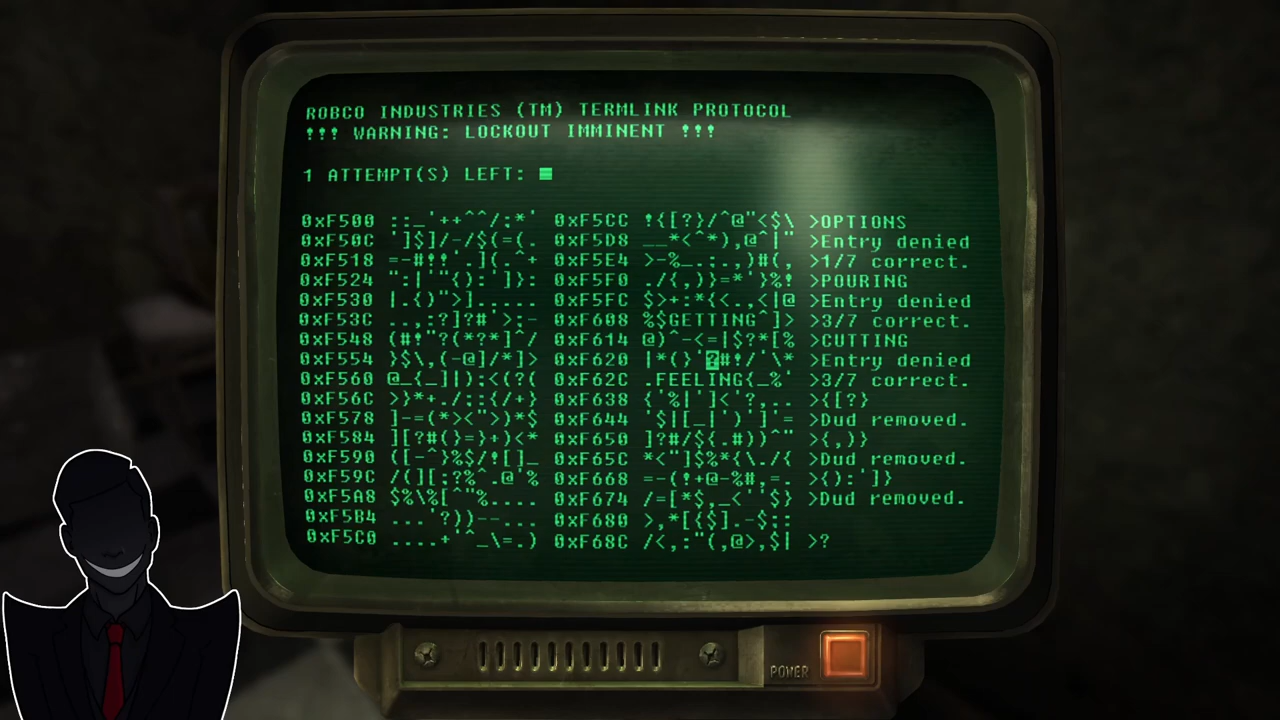 ROBCO INDUSTRIES (TM) TERMLINK PROTOCOL
!!! WARNING: LOCKOUT IMMINENT !!!
1 ATTEMPT(S) LEFT:
0xF500 ::_'++^^/;*' 0xF5CC !{[?}/^@"<$\ >OPTIONS
0xF50C ']$]/-/$(=(. 0xF5D8 __*<^*),@^|" >Entry denied
0xF518 =-#!!'.](.^+ 0xF5E4 >-%_.:.,)#(, >1/7 correct.
0xF524 ":|'"{):']}: 0xF5F0 ./{,)}=*'}%! >POURING
0xF530 |.{)">]..... 0xF5FC $>+:*{<.,<|@ >Entry denied
0xF53C ..,:?]?#'>;- 0xF608 %$GETTING^]> >3/7 correct.
0xF548 (#!"?(*?*]^/ 0xF614 @)^-<=|$?*[% >CUTTING
0xF554 }$\,(-@]/*]> 0xF620 |*(}'?#!/'\* >Entry denied
0xF560 @_{_]|):<(?( 0xF62C .FEELING{_%' >3/7 correct.
0xF56C >}}*+./::{/+} 0xF638 {'%|']<'?,.. >{[?}
0xF578 ]-=(*><">)*$ 0xF644 '$|[_|')']'= >Dud removed.
0xF584 ][?#(}=}+)<* 0xF650 ]?#/${.#))^" >{,)}
0xF590 ([-^}%$/![]_ 0xF65C *<"]$%*{\./{ >Dud removed.
0xF59C /(][;?%^.@'% 0xF668 =-(!+@-%#,=. >{):']}
0xF5A8 $%\%[^"%.... 0xF674 /=[*$,_<''$} >Dud removed.
0xF5B4 ...'?))--... 0xF680 >,*[{$].-$::
0xF5C0 ....+'^_\=.) 0xF68C /<,:"(,@>,$| >?
POWER